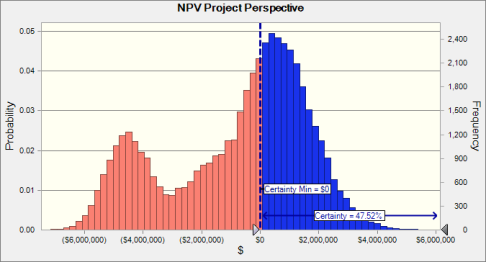 NPV Project Perspective
0.05
0.04
0.03
0.02
0.01
0.00
Probability
2,400
2,100
1,800
1,500
1,200
900
600
300
0
Frequency
Certainty Min = $0
Certainty = 47.52%
($6,000,000) ($4,000,000) ($2,000,000) $0 $2,000,000 $4,000,000 $6,000,000
$